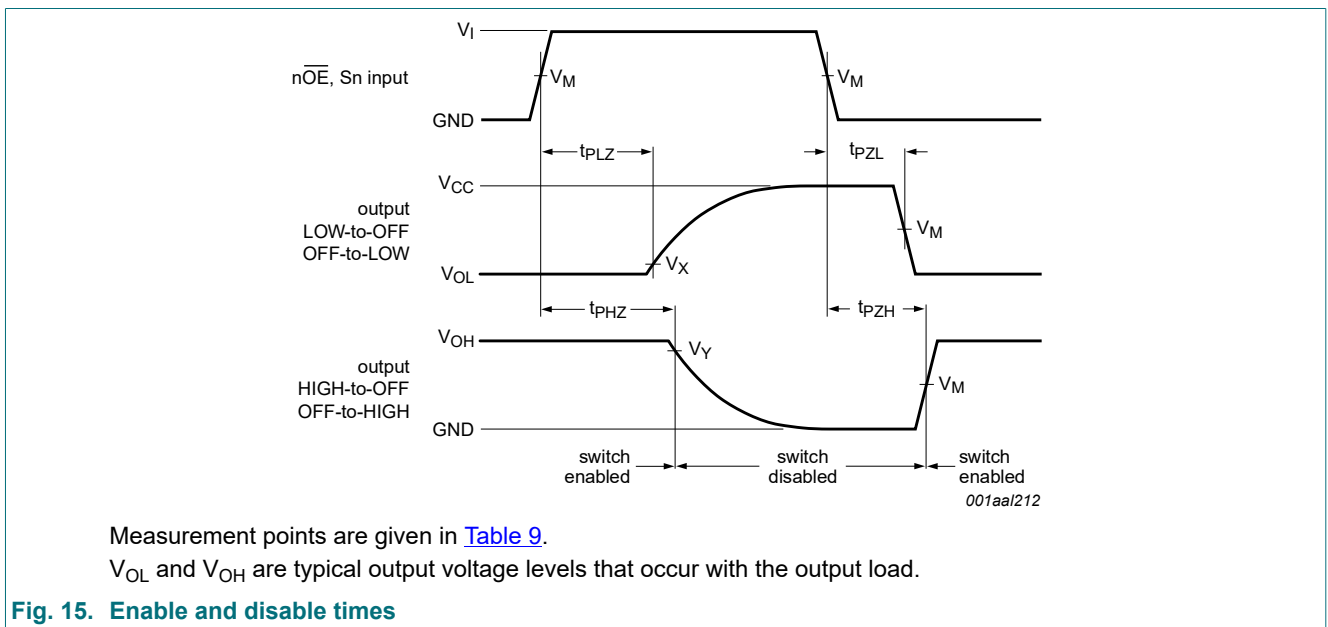 V_I
nOE, Sn input
V_M
V_M
GND
t_PLZ
t_PZL
V_CC
output
LOW-to-OFF
OFF-to-LOW
V_M
V_OL
V_X
t_PHZ
t_PZH
V_OH
V_Y
output
HIGH-to-OFF
OFF-to-HIGH
V_M
GND
switch
enabled
switch
disabled
switch
enabled
001aal212
Measurement points are given in Table 9.
V_OL and V_OH are typical output voltage levels that occur with the output load.
Fig. 15. Enable and disable times